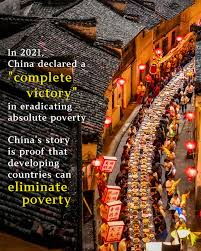 In 2021,
China declared a
"complete
victory"
in eradicating
absolute poverty
China's story
is proof that
developing
countries can
eliminate
poverty